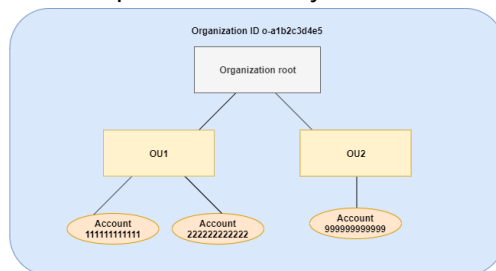 Organization ID o-a1b2c3d4e5
Organization root
OU1
OU2
Account
111111111111
Account
222222222222
Account
999999999999